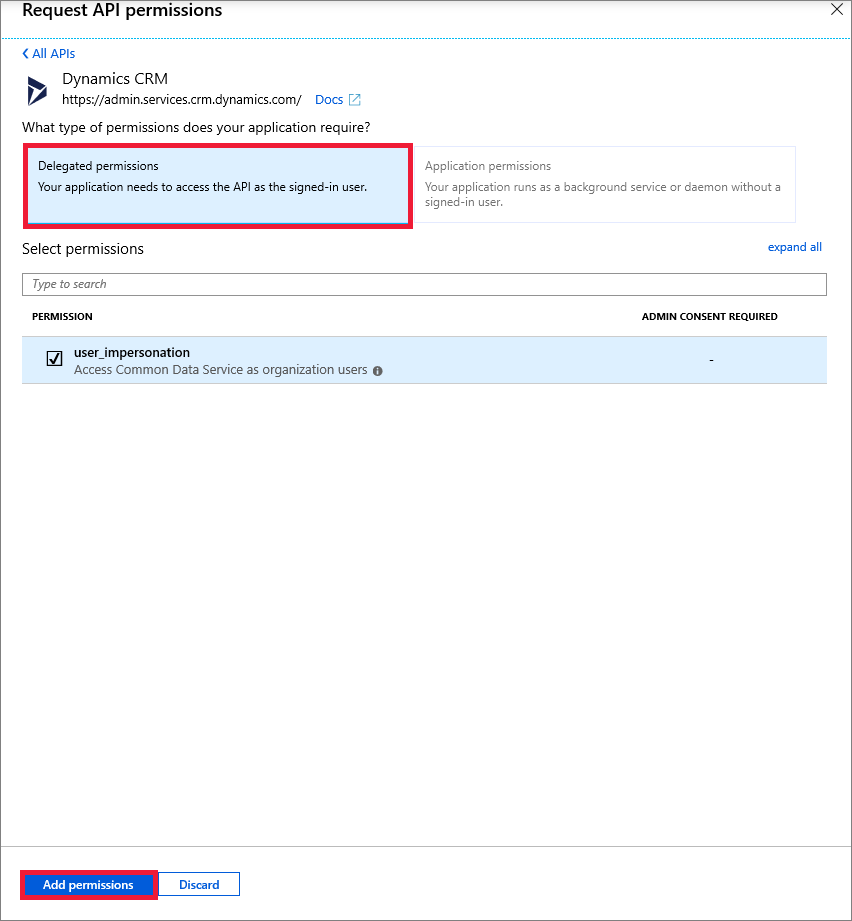 Request API permissions
All APIs
Dynamics CRM
https://admin.services.crm.dynamics.com/ Docs
What type of permissions does your application require?
Delegated permissions
Your application needs to access the API as the signed-in user.
Application permissions
Your application runs as a background service or daemon without a
signed-in user.
Select permissions
expand all
Type to search
PERMISSION ADMIN CONSENT REQUIRED
user_impersonation
Access Common Data Service as organization users
-
Add permissions Discard